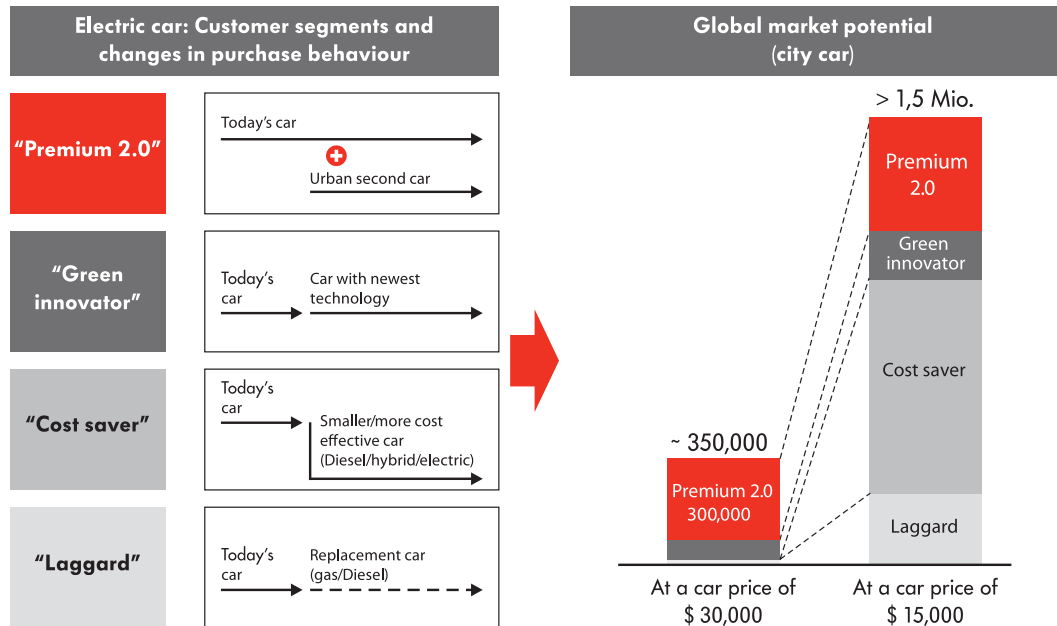 Electric car: Customer segments and
changes in purchase behaviour
“Premium 2.0”
Today's car
Urban second car
“Green
innovator”
Today's
car
Car with newest
technology
“Cost saver”
Today's
car
Smaller/more cost
effective car
(Diesel/hybrid/electric)
“Laggard”
Today's
car
Replacement car
(gas/Diesel)
Global market potential
(city car)
~ 350,000
Premium 2.0
300,000
At a car price of
$ 30,000
> 1,5 Mio.
Premium
2.0
Green
innovator
Cost saver
Laggard
At a car price of
$ 15,000